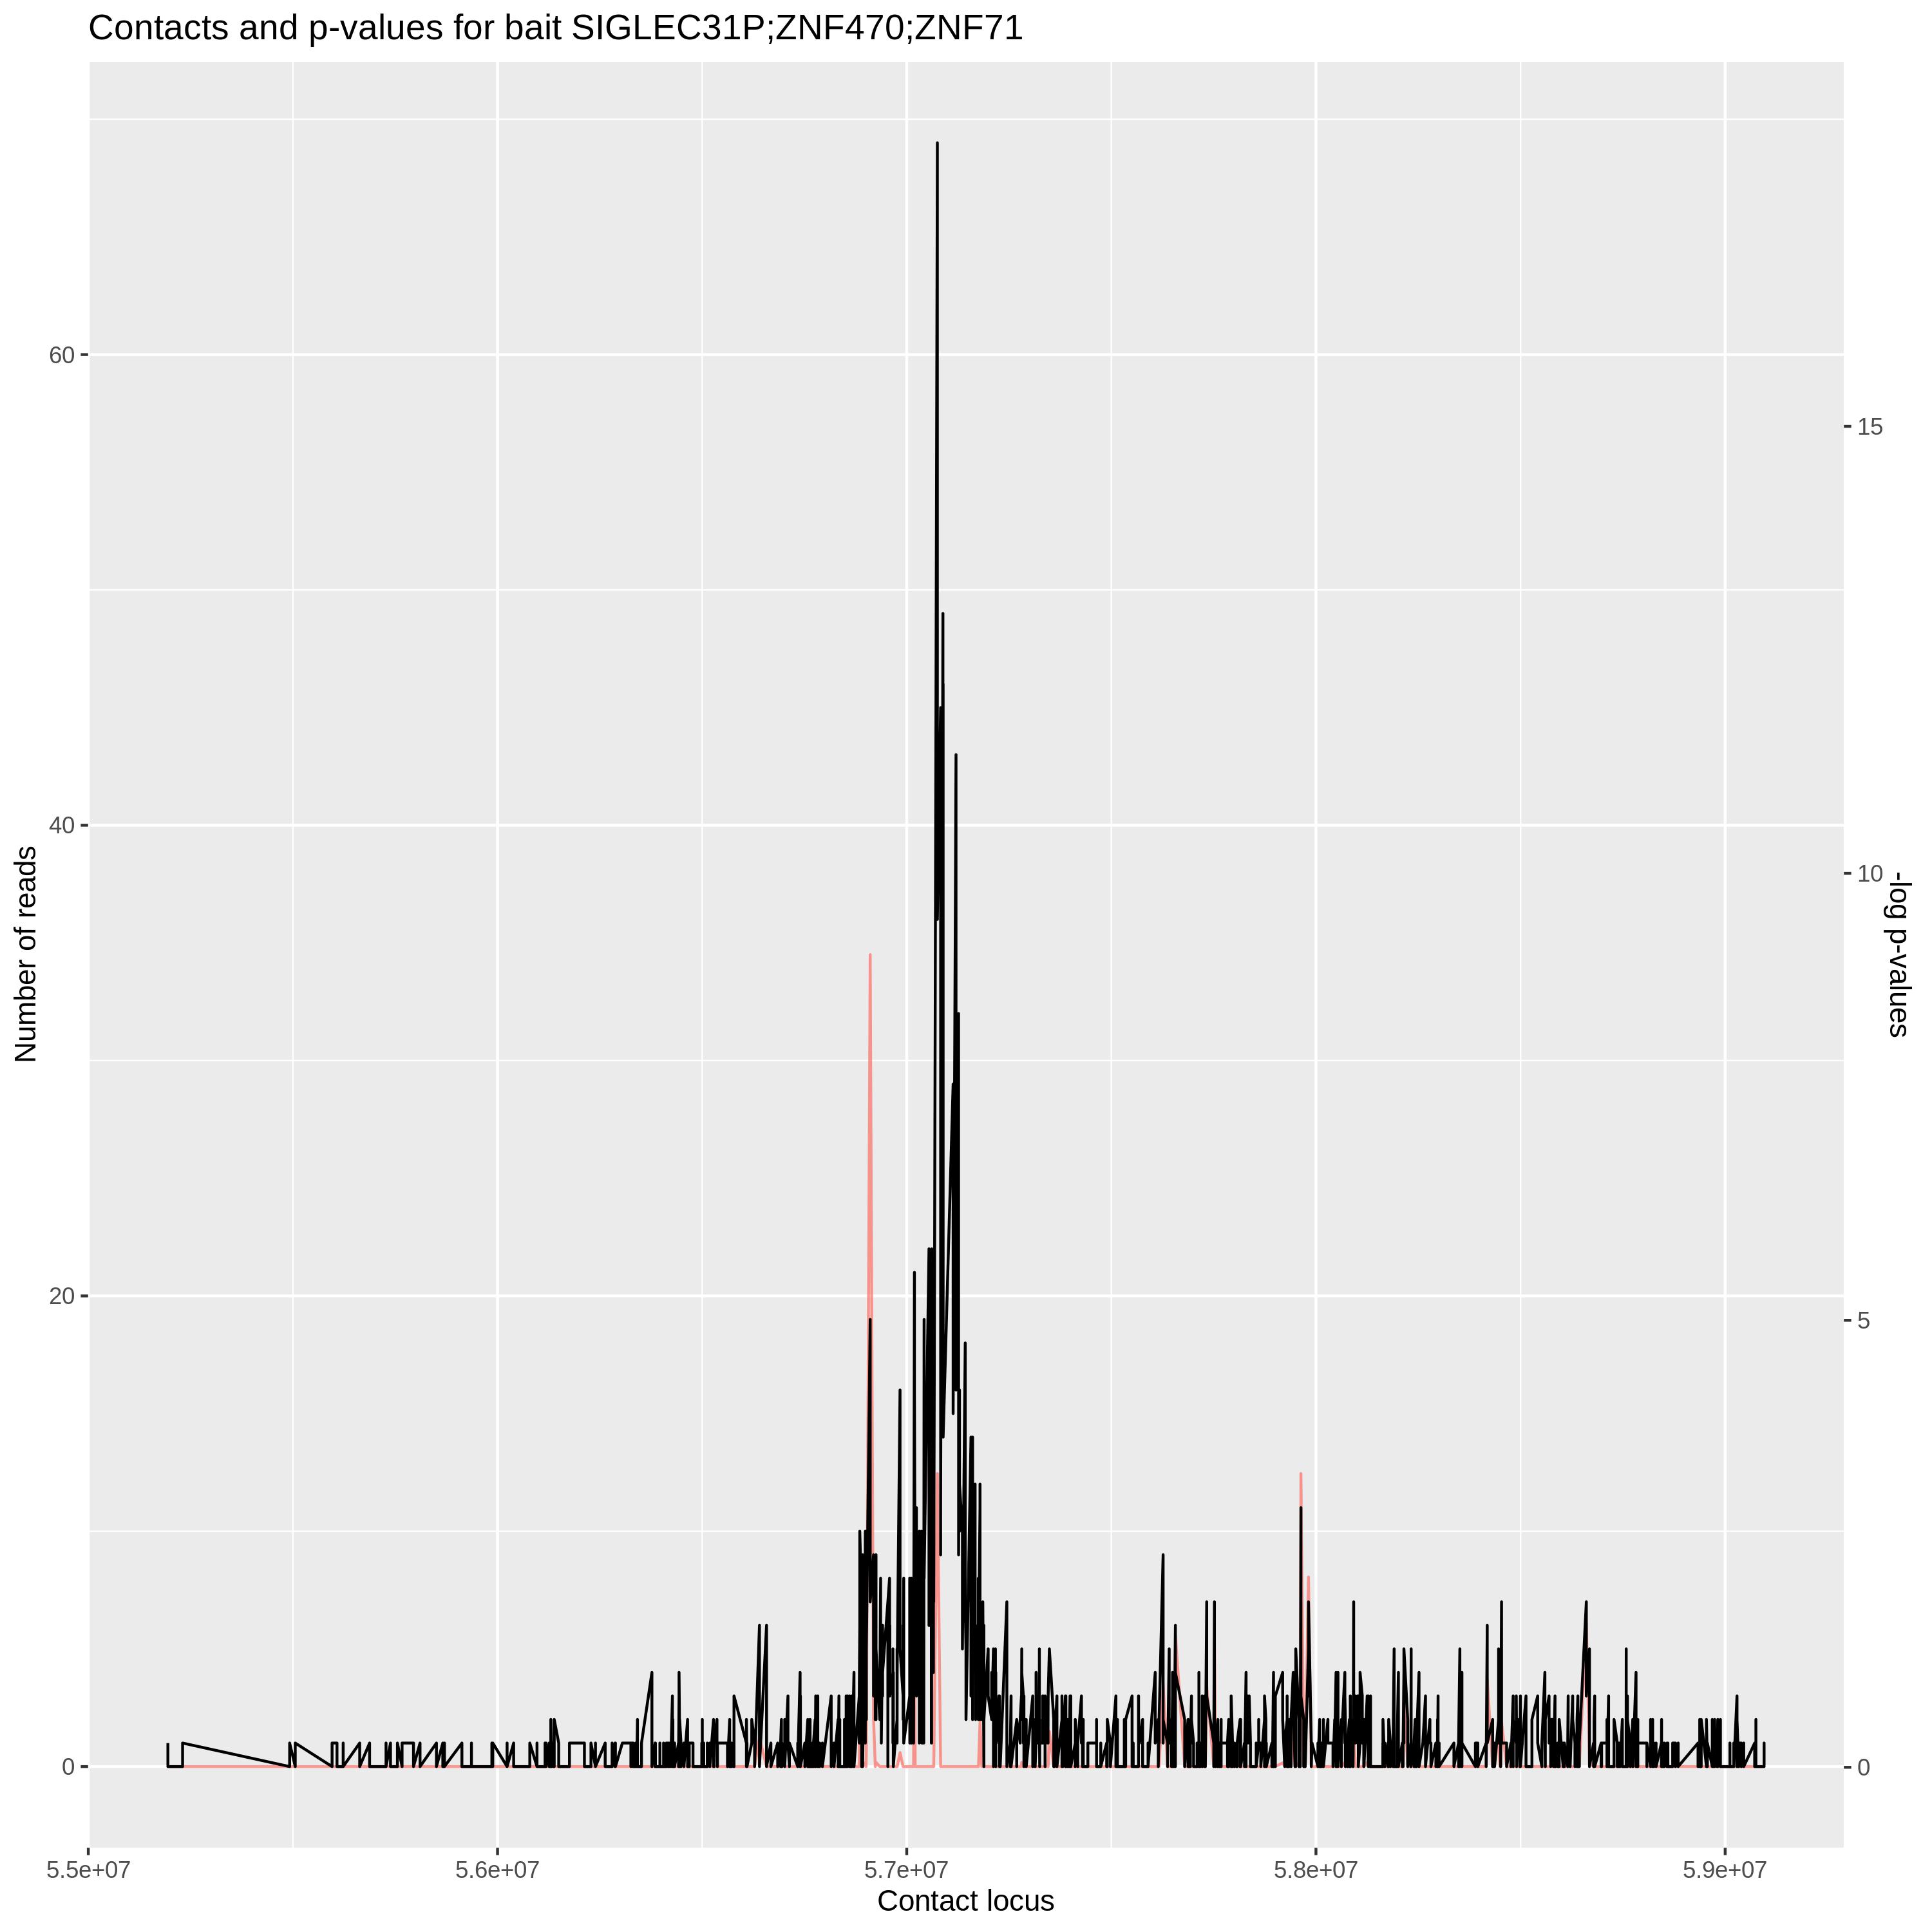 Contacts and p-values for bait SIGLEC31P;ZNF470;ZNF71
60
40
20
0
Number of reads
15
10
5
0
-log p-values
5.5e+07 5.6e+07 5.7e+07 5.8e+07 5.9e+07
Contact locus